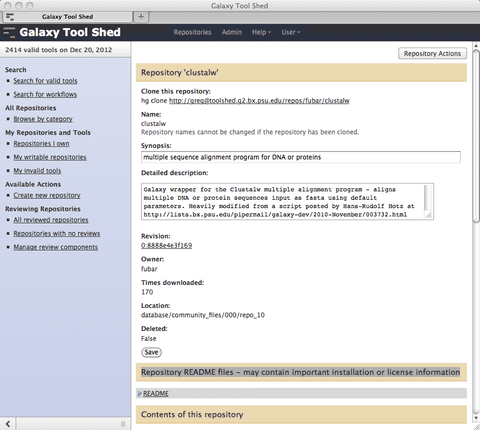 Galaxy Tool Shed
Galaxy Tool Shed
Galaxy Tool Shed
Repositories Admin Help User
2414 valid tools on Dec 20, 2012
Repository Actions
Search
Search for valid tools
Search for workflows
All Repositories
Browse by category
My Repositories and Tools
Repositories I own
My writable repositories
My invalid tools
Available Actions
Create new repository
Reviewing Repositories
All reviewed repositories
Repositories with no reviews
Manage review components
Repository 'clustalw'
Clone this repository:
hg clone http://greg@toolshed.g2.bx.psu.edu/repos/fubar/clustalw
Name:
clustalw
Repository names cannot be changed if the repository has been cloned.
Synopsis:
multiple sequence alignment program for DNA or proteins
Detailed description:
Galaxy wrapper for the Clustalw multiple alignment program - aligns
multiple DNA or protein sequences input as fasta using default
parameters. Heavily modified from a script posted by Hans-Rudolf Hotz at
http://lists.bx.psu.edu/pipermail/galaxy-dev/2010-November/003732.html
Revision:
0:8888e4e3f169
Owner:
fubar
Times downloaded:
170
Location:
database/community_files/000/repo_10
Deleted:
False
Save
Repository README files - may contain important installation or license information
README
Contents of this repository